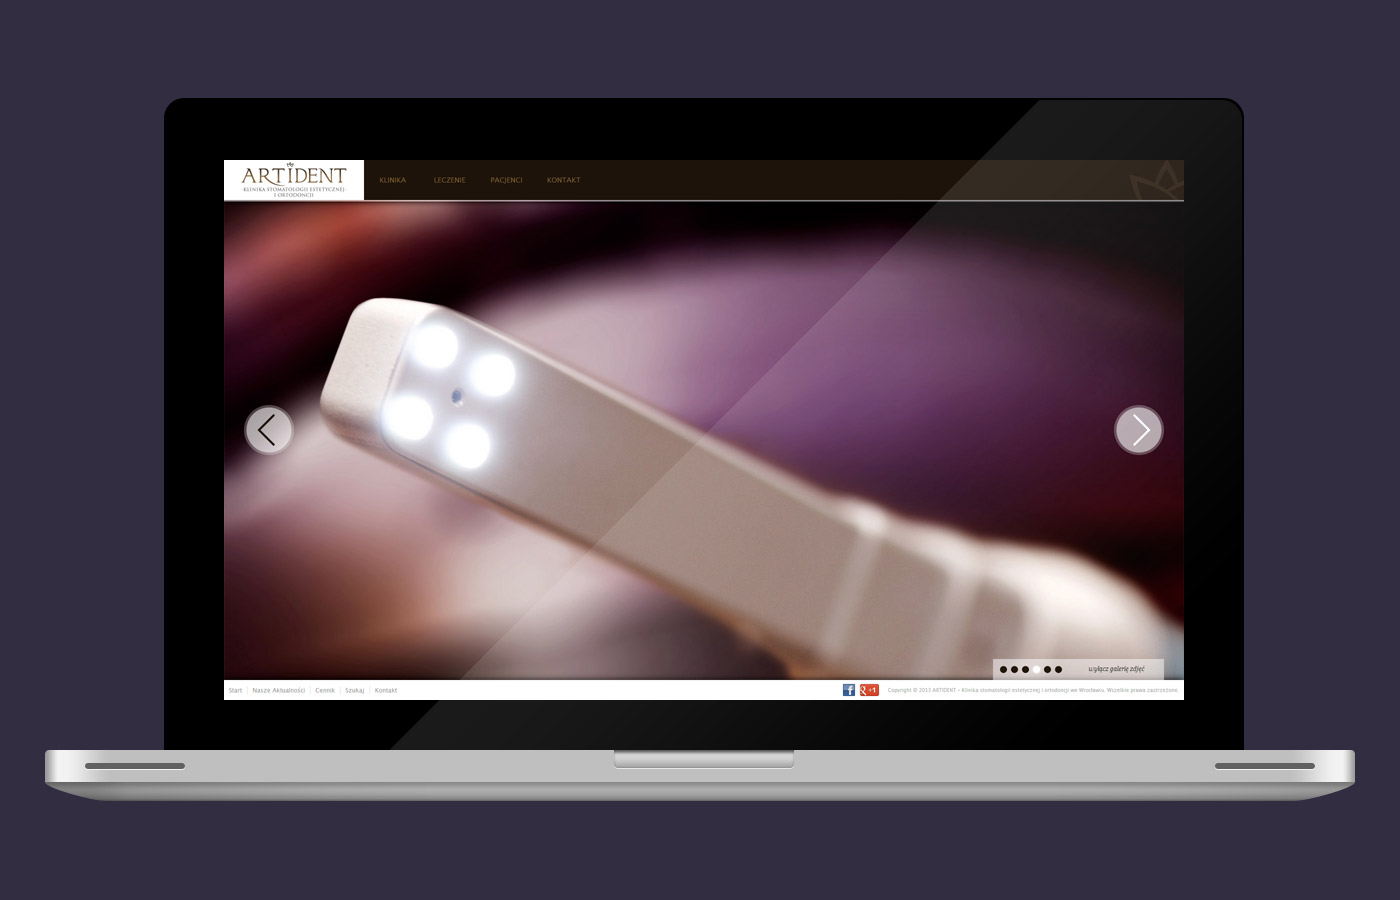 ARTIDENT
KLINIKA STOMATOLOGII ESTETYCZNEJ
I ORTODONCJI
KLINIKA LECZENIE PACJENCI KONTAKT
wyłącz galerię zdjęć
Start | Nasze Aktualności | Cennik | Szukaj | Kontakt
f g +1 Copyright © 2013 ARTIDENT - Klinika stomatologii estetycznej i ortodoncji we Wrocławiu. Wszelkie prawa zastrzeżone.